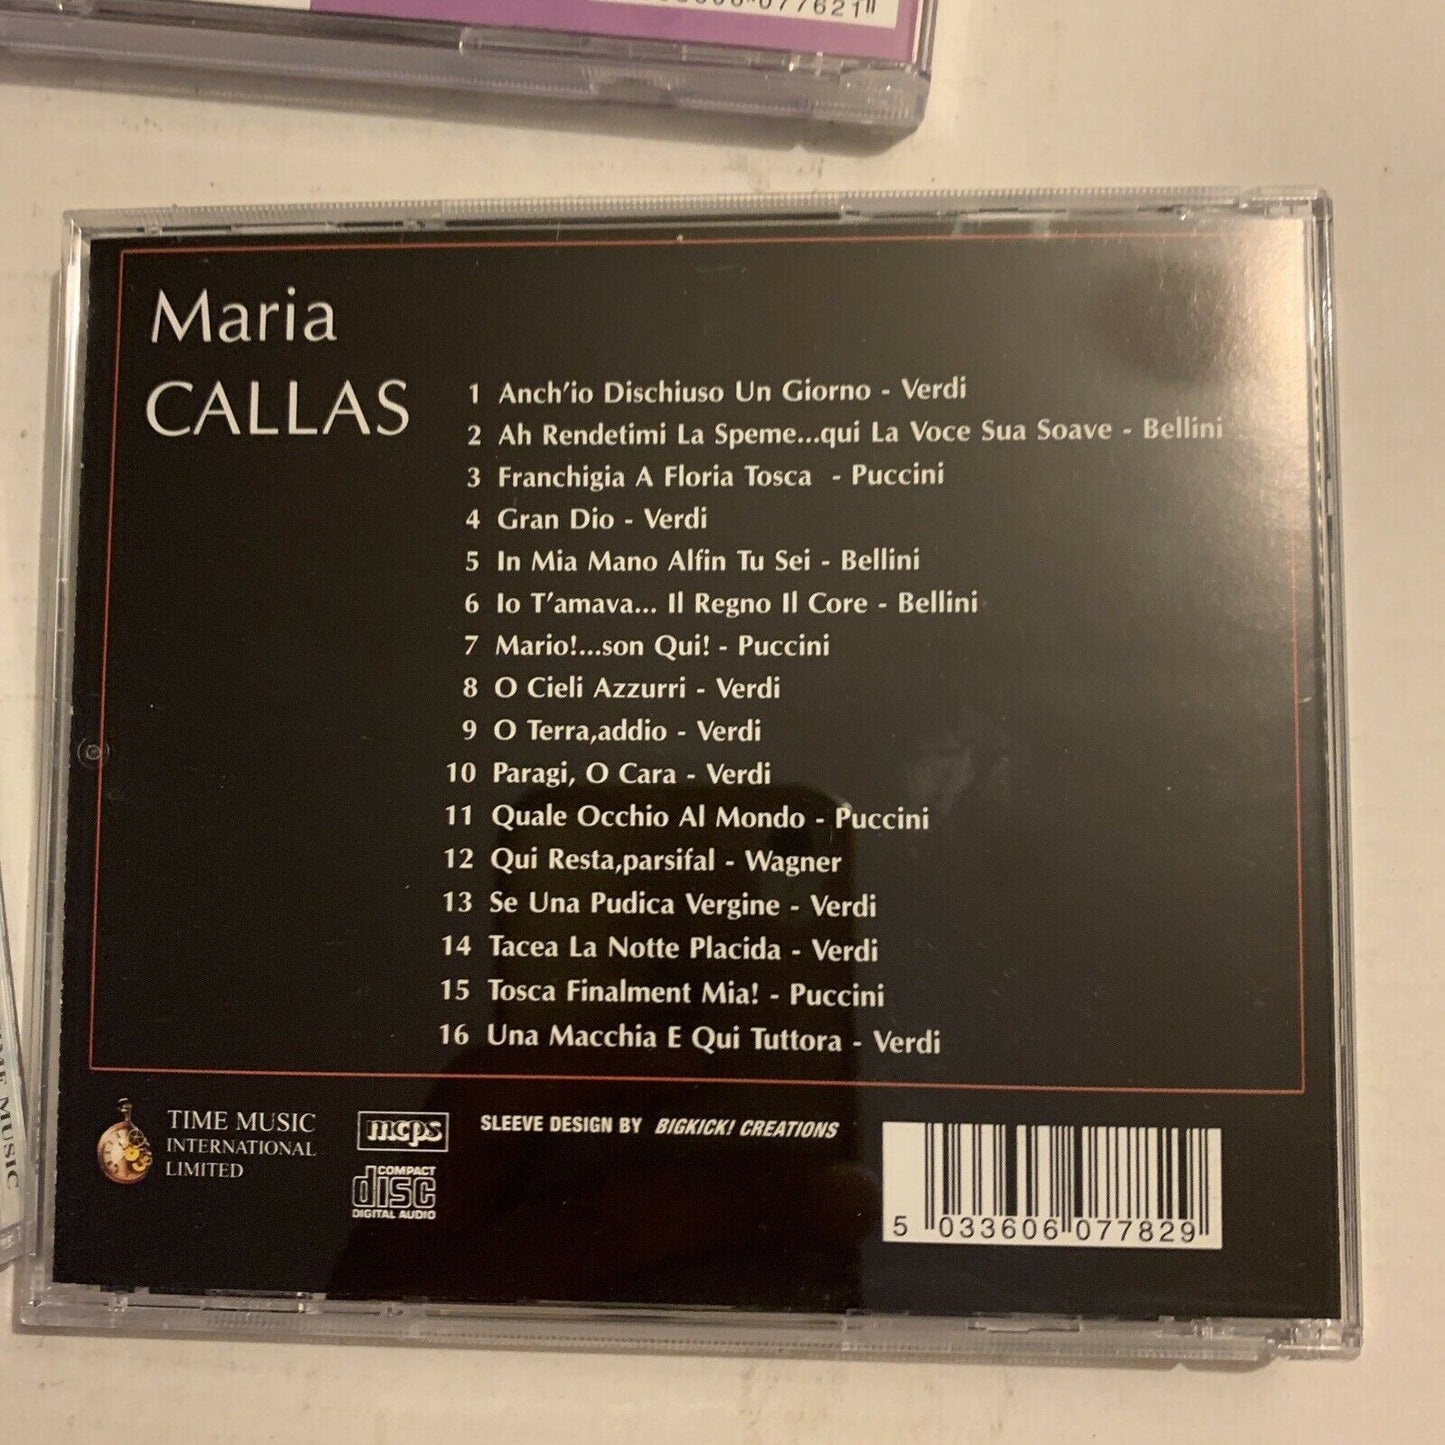 077621
Maria
CALLAS
1 Anch'io Dischiuso Un Giorno - Verdi
2 Ah Rendetimi La Speme...qui La Voce Sua Soave - Bellini
3 Franchigia A Floria Tosca - Puccini
4 Gran Dio - Verdi
5 In Mia Mano Alfin Tu Sei - Bellini
6 Io T'amava... Il Regno Il Core - Bellini
7 Mario!...son Qui! - Puccini
8 O Cieli Azzurri - Verdi
9 O Terra,addio - Verdi
10 Paragi, O Cara - Verdi
11 Quale Occhio Al Mondo - Puccini
12 Qui Resta,parsifal - Wagner
13 Se Una Pudica Vergine - Verdi
14 Tacea La Notte Placida - Verdi
15 Tosca Finalment Mia! - Puccini
16 Una Macchia E Qui Tuttora - Verdi
TIME MUSIC
INTERNATIONAL
LIMITED
mcps
COMPACT
disc
DIGITAL AUDIO
SLEEVE DESIGN BY BIGKICK! CREATIONS
5 033606 077829
MUSIC